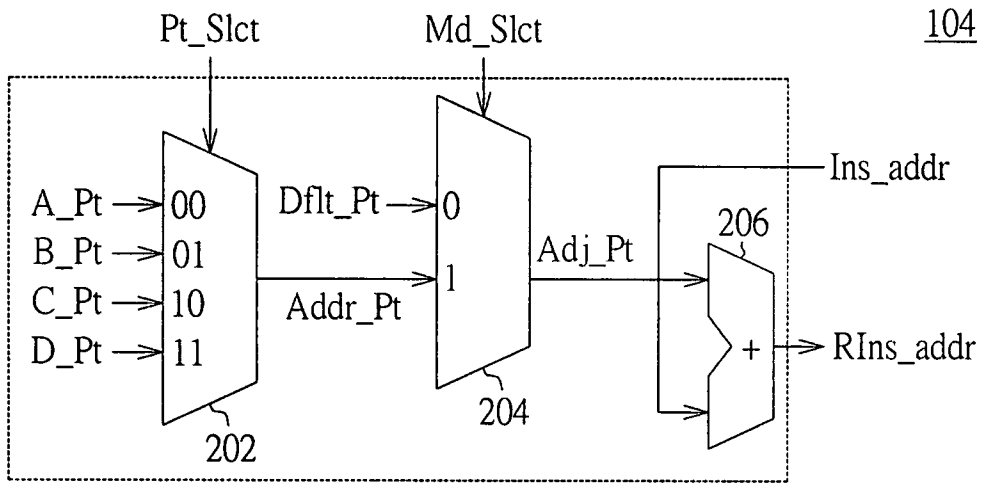 Pt_Slct
Md_Slct
104
A_Pt
00
B_Pt
01
C_Pt
10
D_Pt
11
202
Addr_Pt
Dflt_Pt
0
1
204
Adj_Pt
Ins_addr
206
+
RIns_addr